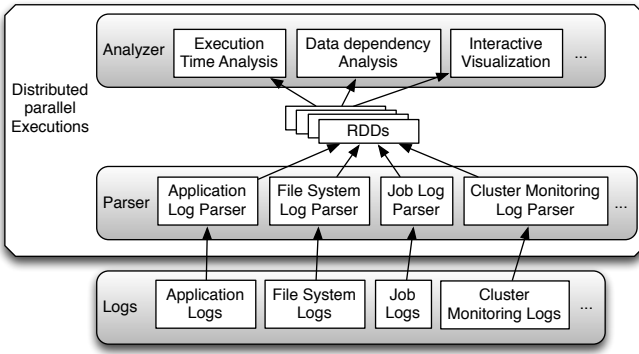 Analyzer
Execution
Time Analysis
Data dependency
Analysis
Interactive
Visualization
...
Distributed
parallel
Executions
RDDs
Parser
Application
Log Parser
File System
Log Parser
Job Log
Parser
Cluster Monitoring
Log Parser
...
Logs
Application
Logs
File System
Logs
Job
Logs
Cluster
Monitoring Logs
...